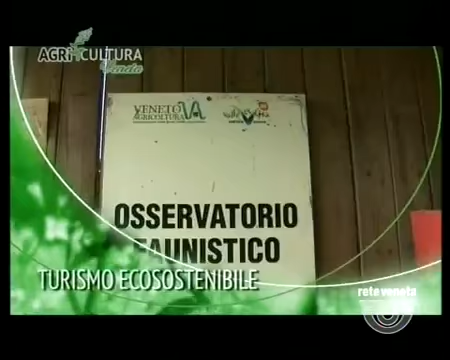 AGRICULTURA
Veneto
VENETO
AGRICOLTURA
OSSERVATORIO
FAUNISTICO
TURISMO ECOSOSTENIBILE
rete veneta